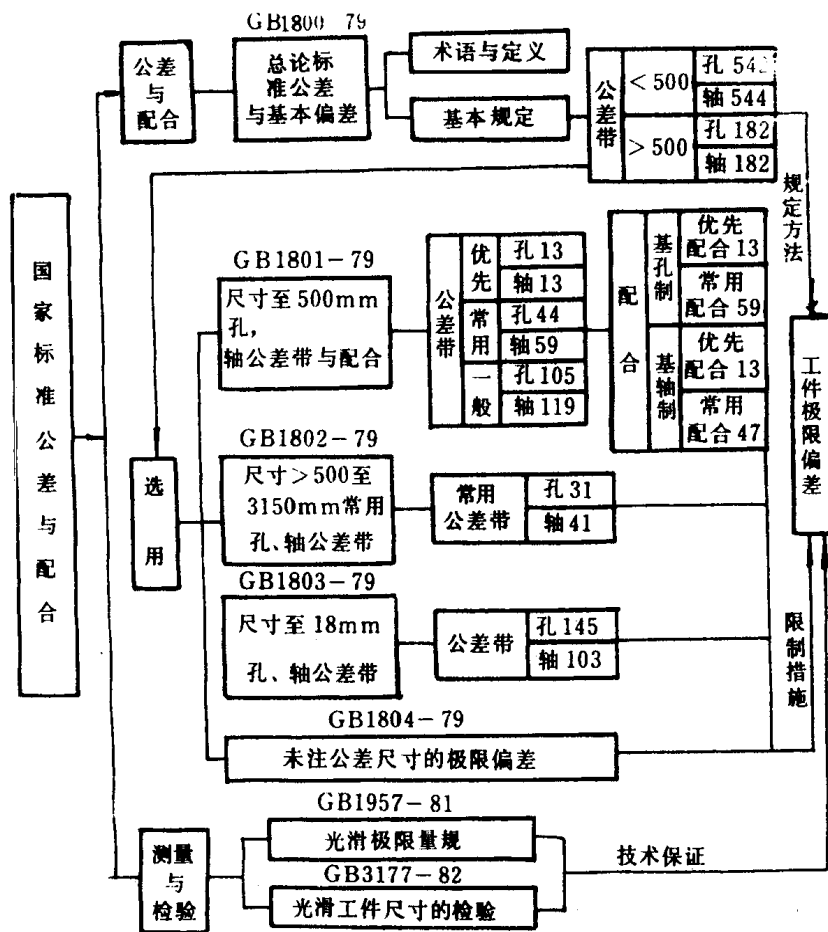 GB1800-79
公差
与
配合
总论标
准公差
与基本偏差
术语与定义
基本规定
公差带
<500
孔 54
轴 544
>500
孔 182
轴 182
国家标准公差与配合
规定方法
选用
GB1801-79
尺寸至500mm
孔,
轴公差带与配合
公差带
优先
孔 13
轴 13
常用
孔 44
轴 59
一般
孔 105
轴 119
配合
基孔制
优先
配合 13
常用
配合 59
基轴制
优先
配合 13
常用
配合 47
工件极限偏差
GB1802-79
尺寸>500至
3150mm常用
孔、轴公差带
常用
公差带
孔 31
轴 41
GB1803-79
尺寸至18mm
孔、轴公差带
公差带
孔 145
轴 103
限制措施
GB1804-79
未注公差尺寸的极限偏差
测量
与
检验
GB1957-81
光滑极限量规
GB3177-82
光滑工件尺寸的检验
技术保证